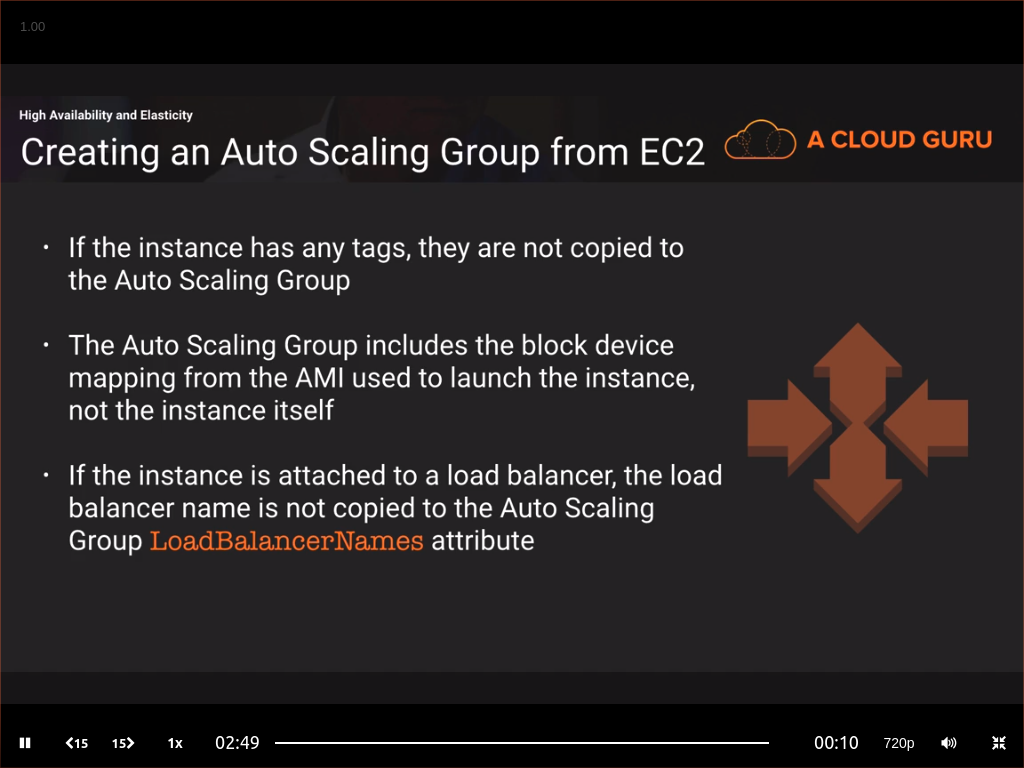 1.00
High Availability and Elasticity
Creating an Auto Scaling Group from EC2
A CLOUD GURU
• If the instance has any tags, they are not copied to
the Auto Scaling Group
• The Auto Scaling Group includes the block device
mapping from the AMI used to launch the instance,
not the instance itself
• If the instance is attached to a load balancer, the load
balancer name is not copied to the Auto Scaling
Group LoadBalancerNames attribute
15 15 1x 02:49 00:10 720p